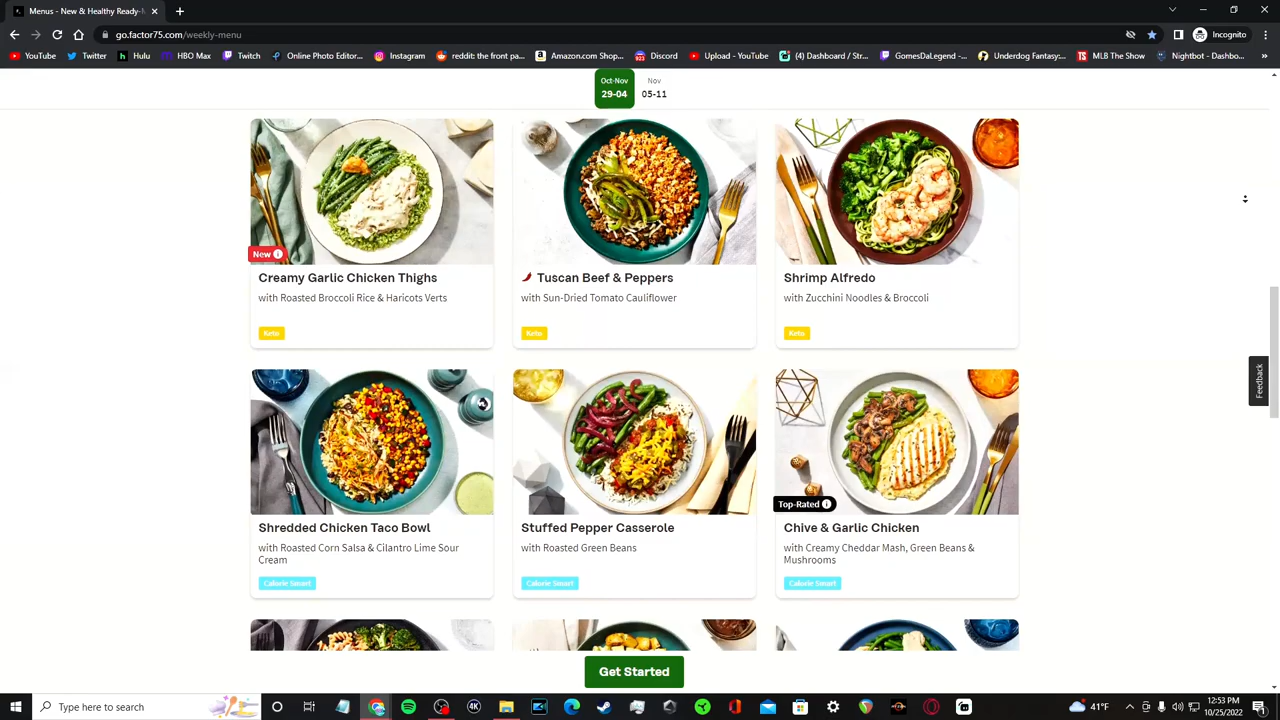 Menus - New & Healthy Ready-M
Incognito
go.factor75.com/weekly-menu
YouTube
Twitter
Hulu
HBO Max
Twitch
Online Photo Editor...
Instagram
reddit: the front pa...
Amazon.com
Discord
Upload - YouTube
(4) Dashboard / Str...
GomesDaLegend - ...
Underdog Fantasy:...
MLB The Show
Nightbot - Dashbo...
Oct-Nov
29-04
Nov
05-11
New
Creamy Garlic Chicken Thighs
with Roasted Broccoli Rice & Haricots Verts
Keto
Tuscan Beef & Peppers
with Sun-Dried Tomato Cauliflower
Keto
Shrimp Alfredo
with Zucchini Noodles & Broccoli
Keto
Feedback
Shredded Chicken Taco Bowl
with Roasted Corn Salsa & Cilantro Lime Sour
Cream
Calorie Smart
Stuffed Pepper Casserole
with Roasted Green Beans
Calorie Smart
Top-Rated
Chive & Garlic Chicken
with Creamy Cheddar Mash, Green Beans &
Mushrooms
Calorie Smart
Get Started
Type here to search
41°F
12:53 PM
10/25/2022